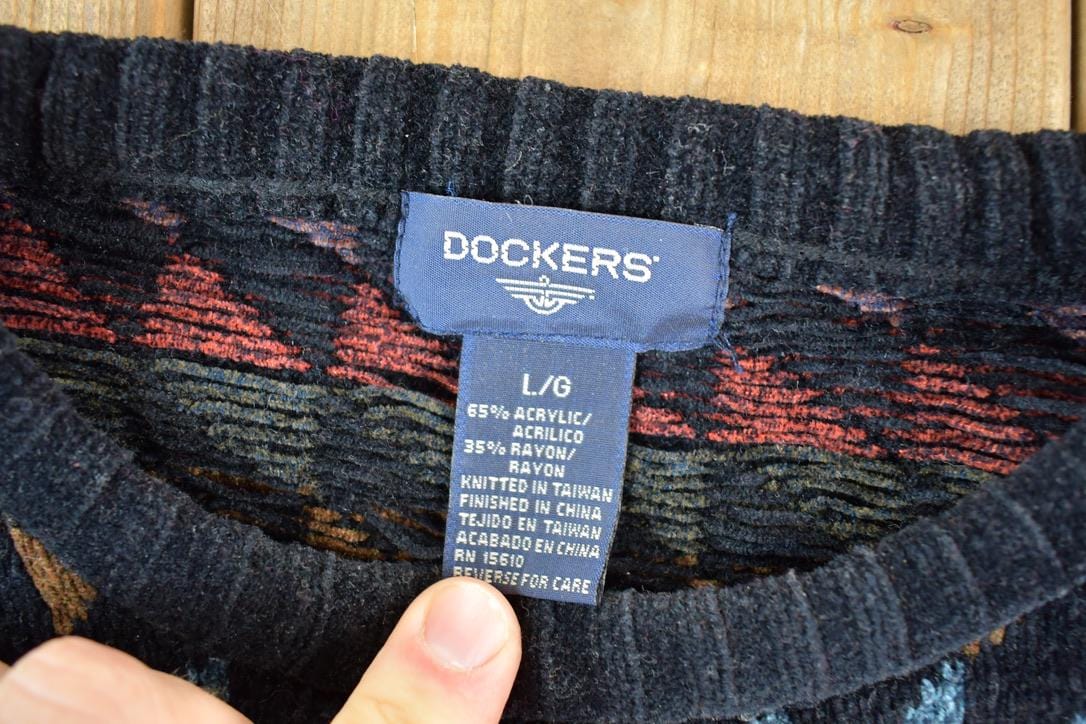 DOCKERS
L/G
65% ACRYLIC/
ACRILICO
35% RAYON/
RAYON
KNITTED IN TAIWAN
FINISHED IN CHINA
TEJIDO EN TAIWAN
ACABADO EN CHINA
RN 15610
REVERSE FOR CARE